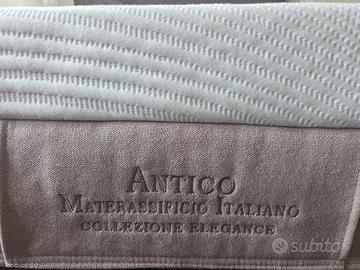 ANTICO
MATERASSIFICIO ITALIANO
COLLEZIONE ELEGANCE
subito